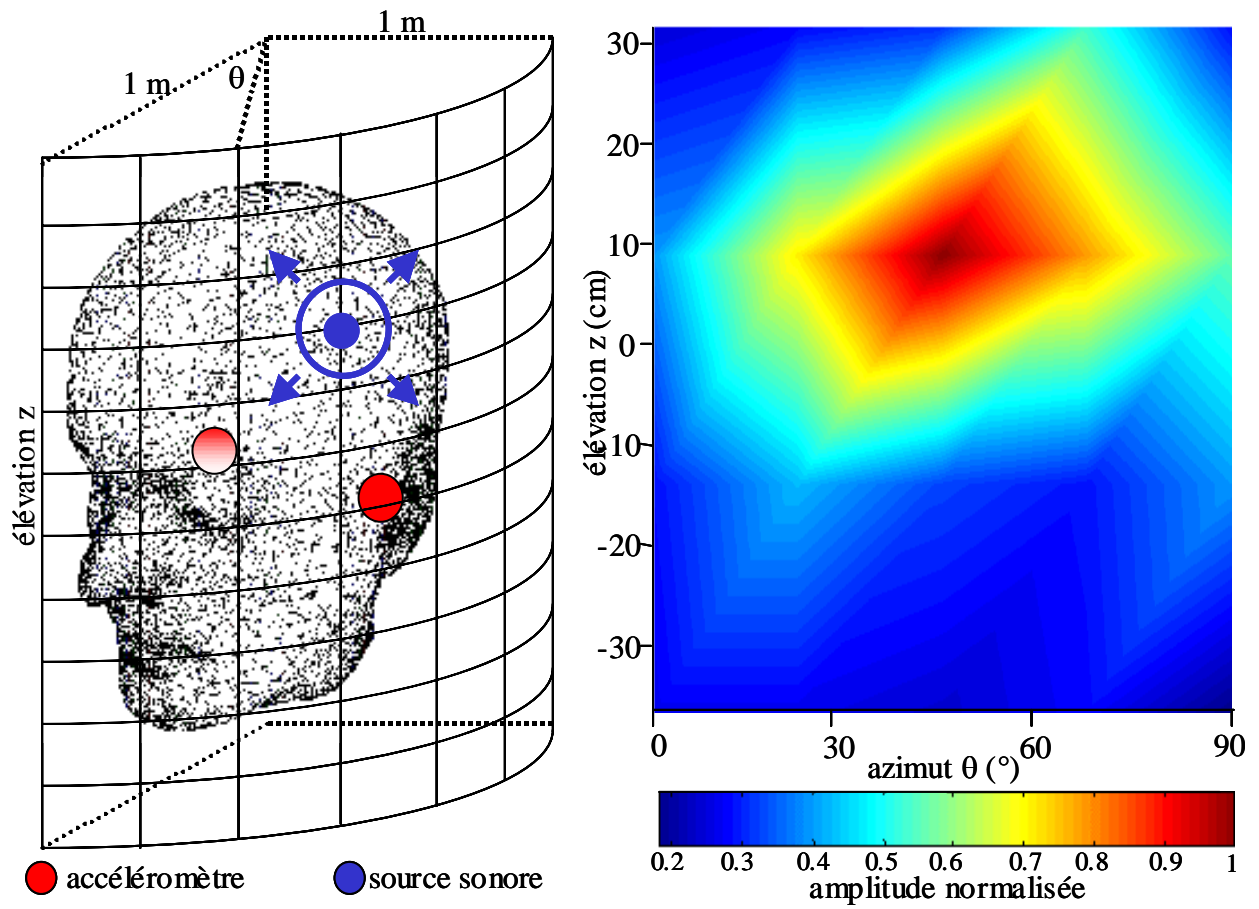 1 m
1 m
θ
élévation z
accéléromètre
source sonore
30
20
10
0
-10
-20
-30
élévation z (cm)
0
30
60
90
azimut θ (°)
0.2
0.3
0.4
0.5
0.6
0.7
0.8
0.9
1
amplitude normalisée